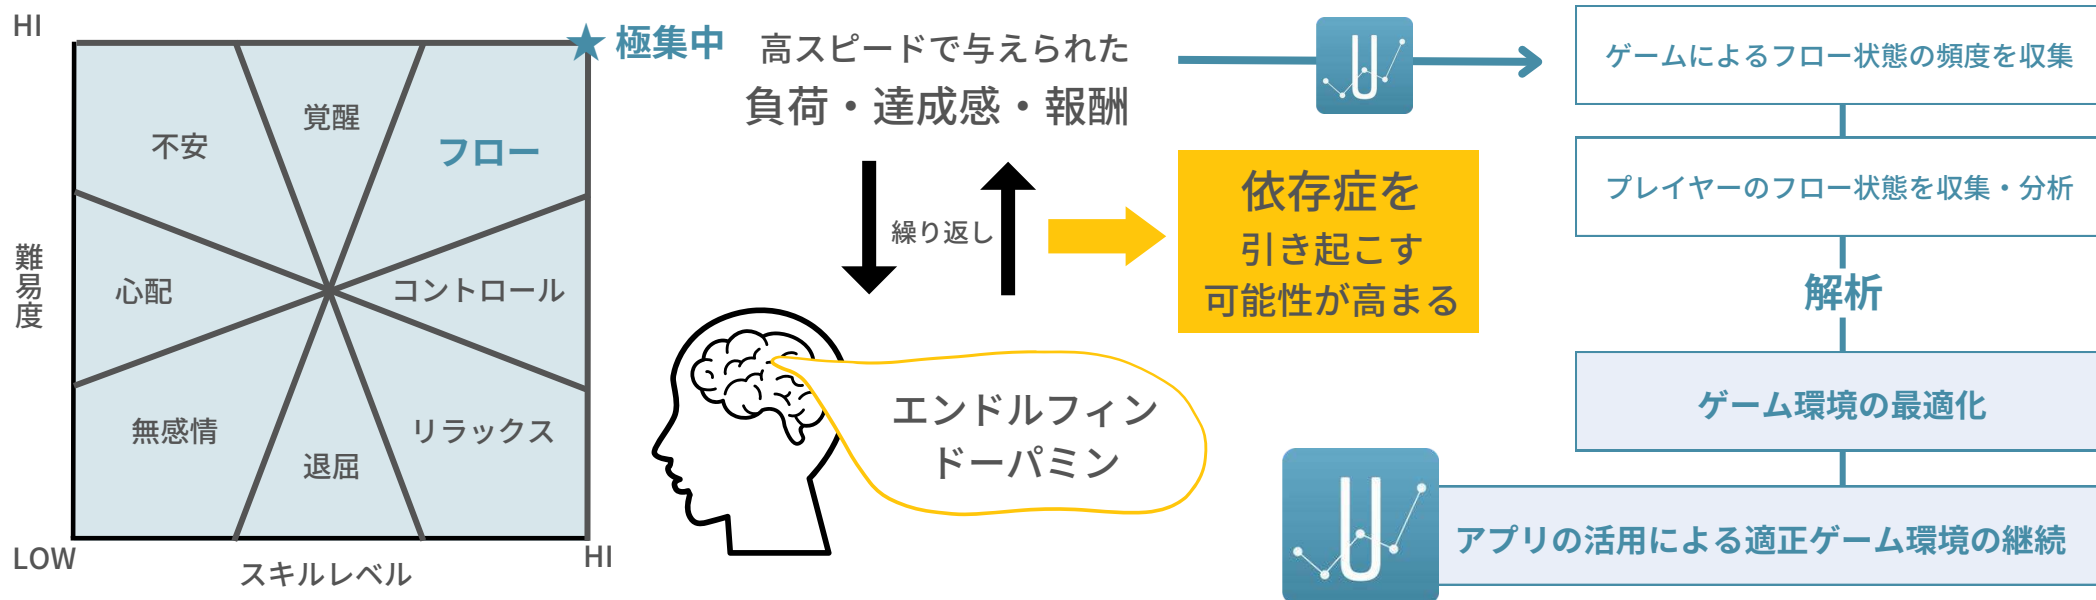 HI
★ 極集中
不安
覚醒
フロー
心配
コントロール
無感情
退屈
リラックス
難易度
LOW
スキルレベル
HI
高スピードで与えられた
負荷・達成感・報酬
繰り返し
依存症を
引き起こす
可能性が高まる
エンドルフィン
ドーパミン
U
ゲームによるフロー状態の頻度を収集
プレイヤーのフロー状態を収集・分析
解析
ゲーム環境の最適化
U
アプリの活用による適正ゲーム環境の継続